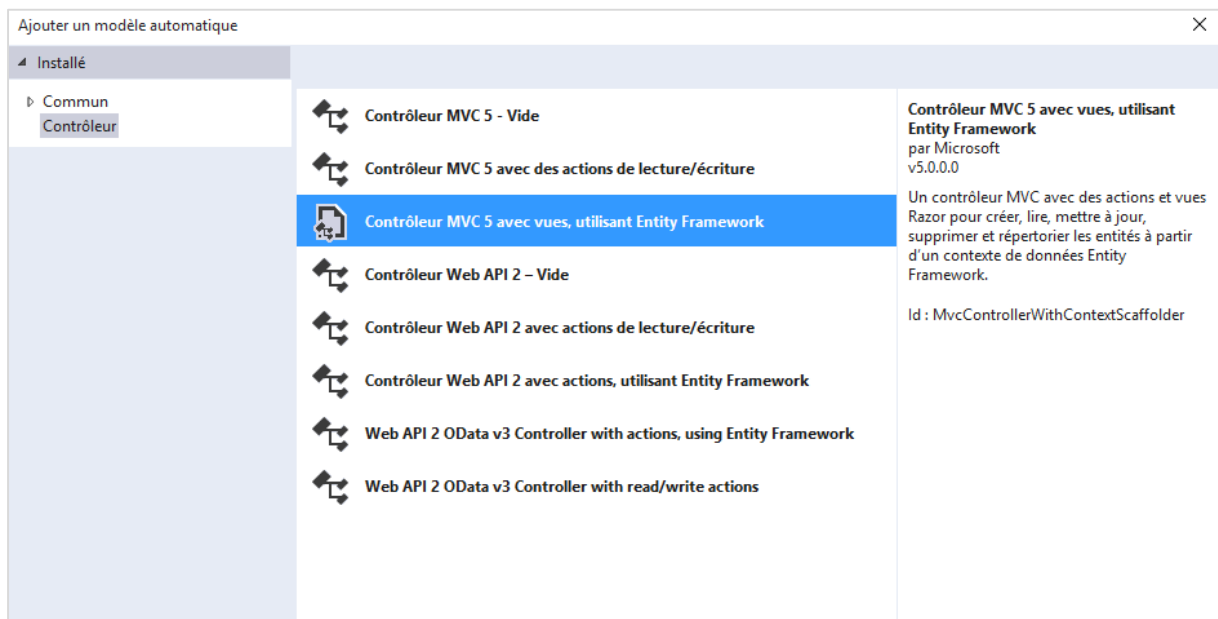 Ajouter un modèle automatique
Installé
Commun
Contrôleur
Contrôleur MVC 5 - Vide
Contrôleur MVC 5 avec des actions de lecture/écriture
Contrôleur MVC 5 avec vues, utilisant Entity Framework
Contrôleur Web API 2 – Vide
Contrôleur Web API 2 avec actions de lecture/écriture
Contrôleur Web API 2 avec actions, utilisant Entity Framework
Web API 2 OData v3 Controller with actions, using Entity Framework
Web API 2 OData v3 Controller with read/write actions
Contrôleur MVC 5 avec vues, utilisant
Entity Framework
par Microsoft
v5.0.0.0
Un contrôleur MVC avec des actions et vues
Razor pour créer, lire, mettre à jour,
supprimer et répertorier les entités à partir
d'un contexte de données Entity
Framework.
Id : MvcControllerWithContextScaffolder